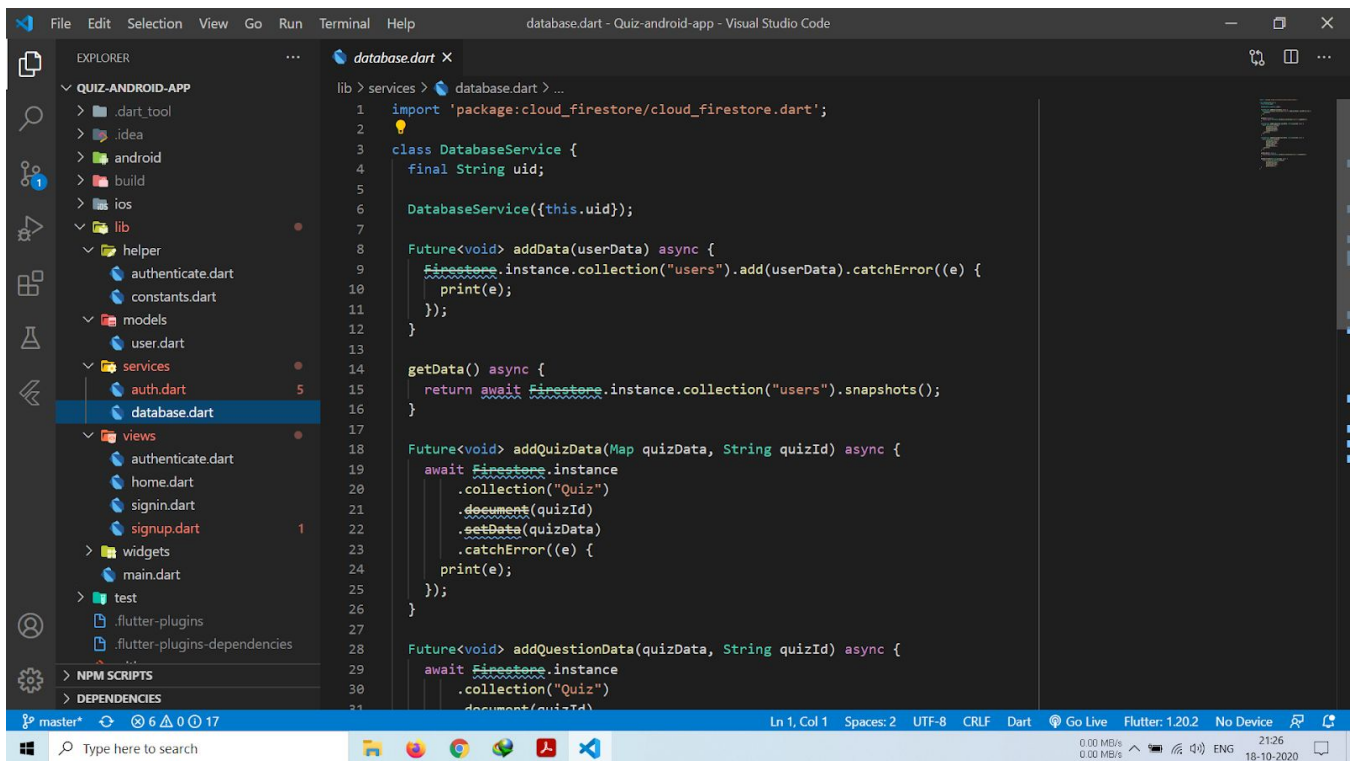 File Edit Selection View Go Run Terminal Help database.dart - Quiz-android-app - Visual Studio Code
EXPLORER
QUIZ-ANDROID-APP
.dart_tool
.idea
android
build
ios
lib
helper
authenticate.dart
constants.dart
models
user.dart
services
auth.dart 5
database.dart
views
authenticate.dart
home.dart
signin.dart
signup.dart 1
widgets
main.dart
test
.flutter-plugins
.flutter-plugins-dependencies
NPM SCRIPTS
DEPENDENCIES
1
database.dart
lib > services > database.dart > ...
1 import 'package:cloud_firestore/cloud_firestore.dart';
2
3 class DatabaseService {
4 final String uid;
5
6 DatabaseService({this.uid});
7
8 Future<void> addData(userData) async {
9 Firestore.instance.collection("users").add(userData).catchError((e) {
10 print(e);
11 });
12 }
13
14 getData() async {
15 return await Firestore.instance.collection("users").snapshots();
16 }
17
18 Future<void> addQuizData(Map quizData, String quizId) async {
19 await Firestore.instance
20 .collection("Quiz")
21 .document(quizId)
22 .setData(quizData)
23 .catchError((e) {
24 print(e);
25 });
26 }
27
28 Future<void> addQuestionData(quizData, String quizId) async {
29 await Firestore.instance
30 .collection("Quiz")
31 .document(quizId)
master* 6 0 17 Ln 1, Col 1 Spaces: 2 UTF-8 CRLF Dart Go Live Flutter: 1.20.2 No Device
Type here to search
0.00 MB/s
0.00 MB/s
ENG
21:26
18-10-2020